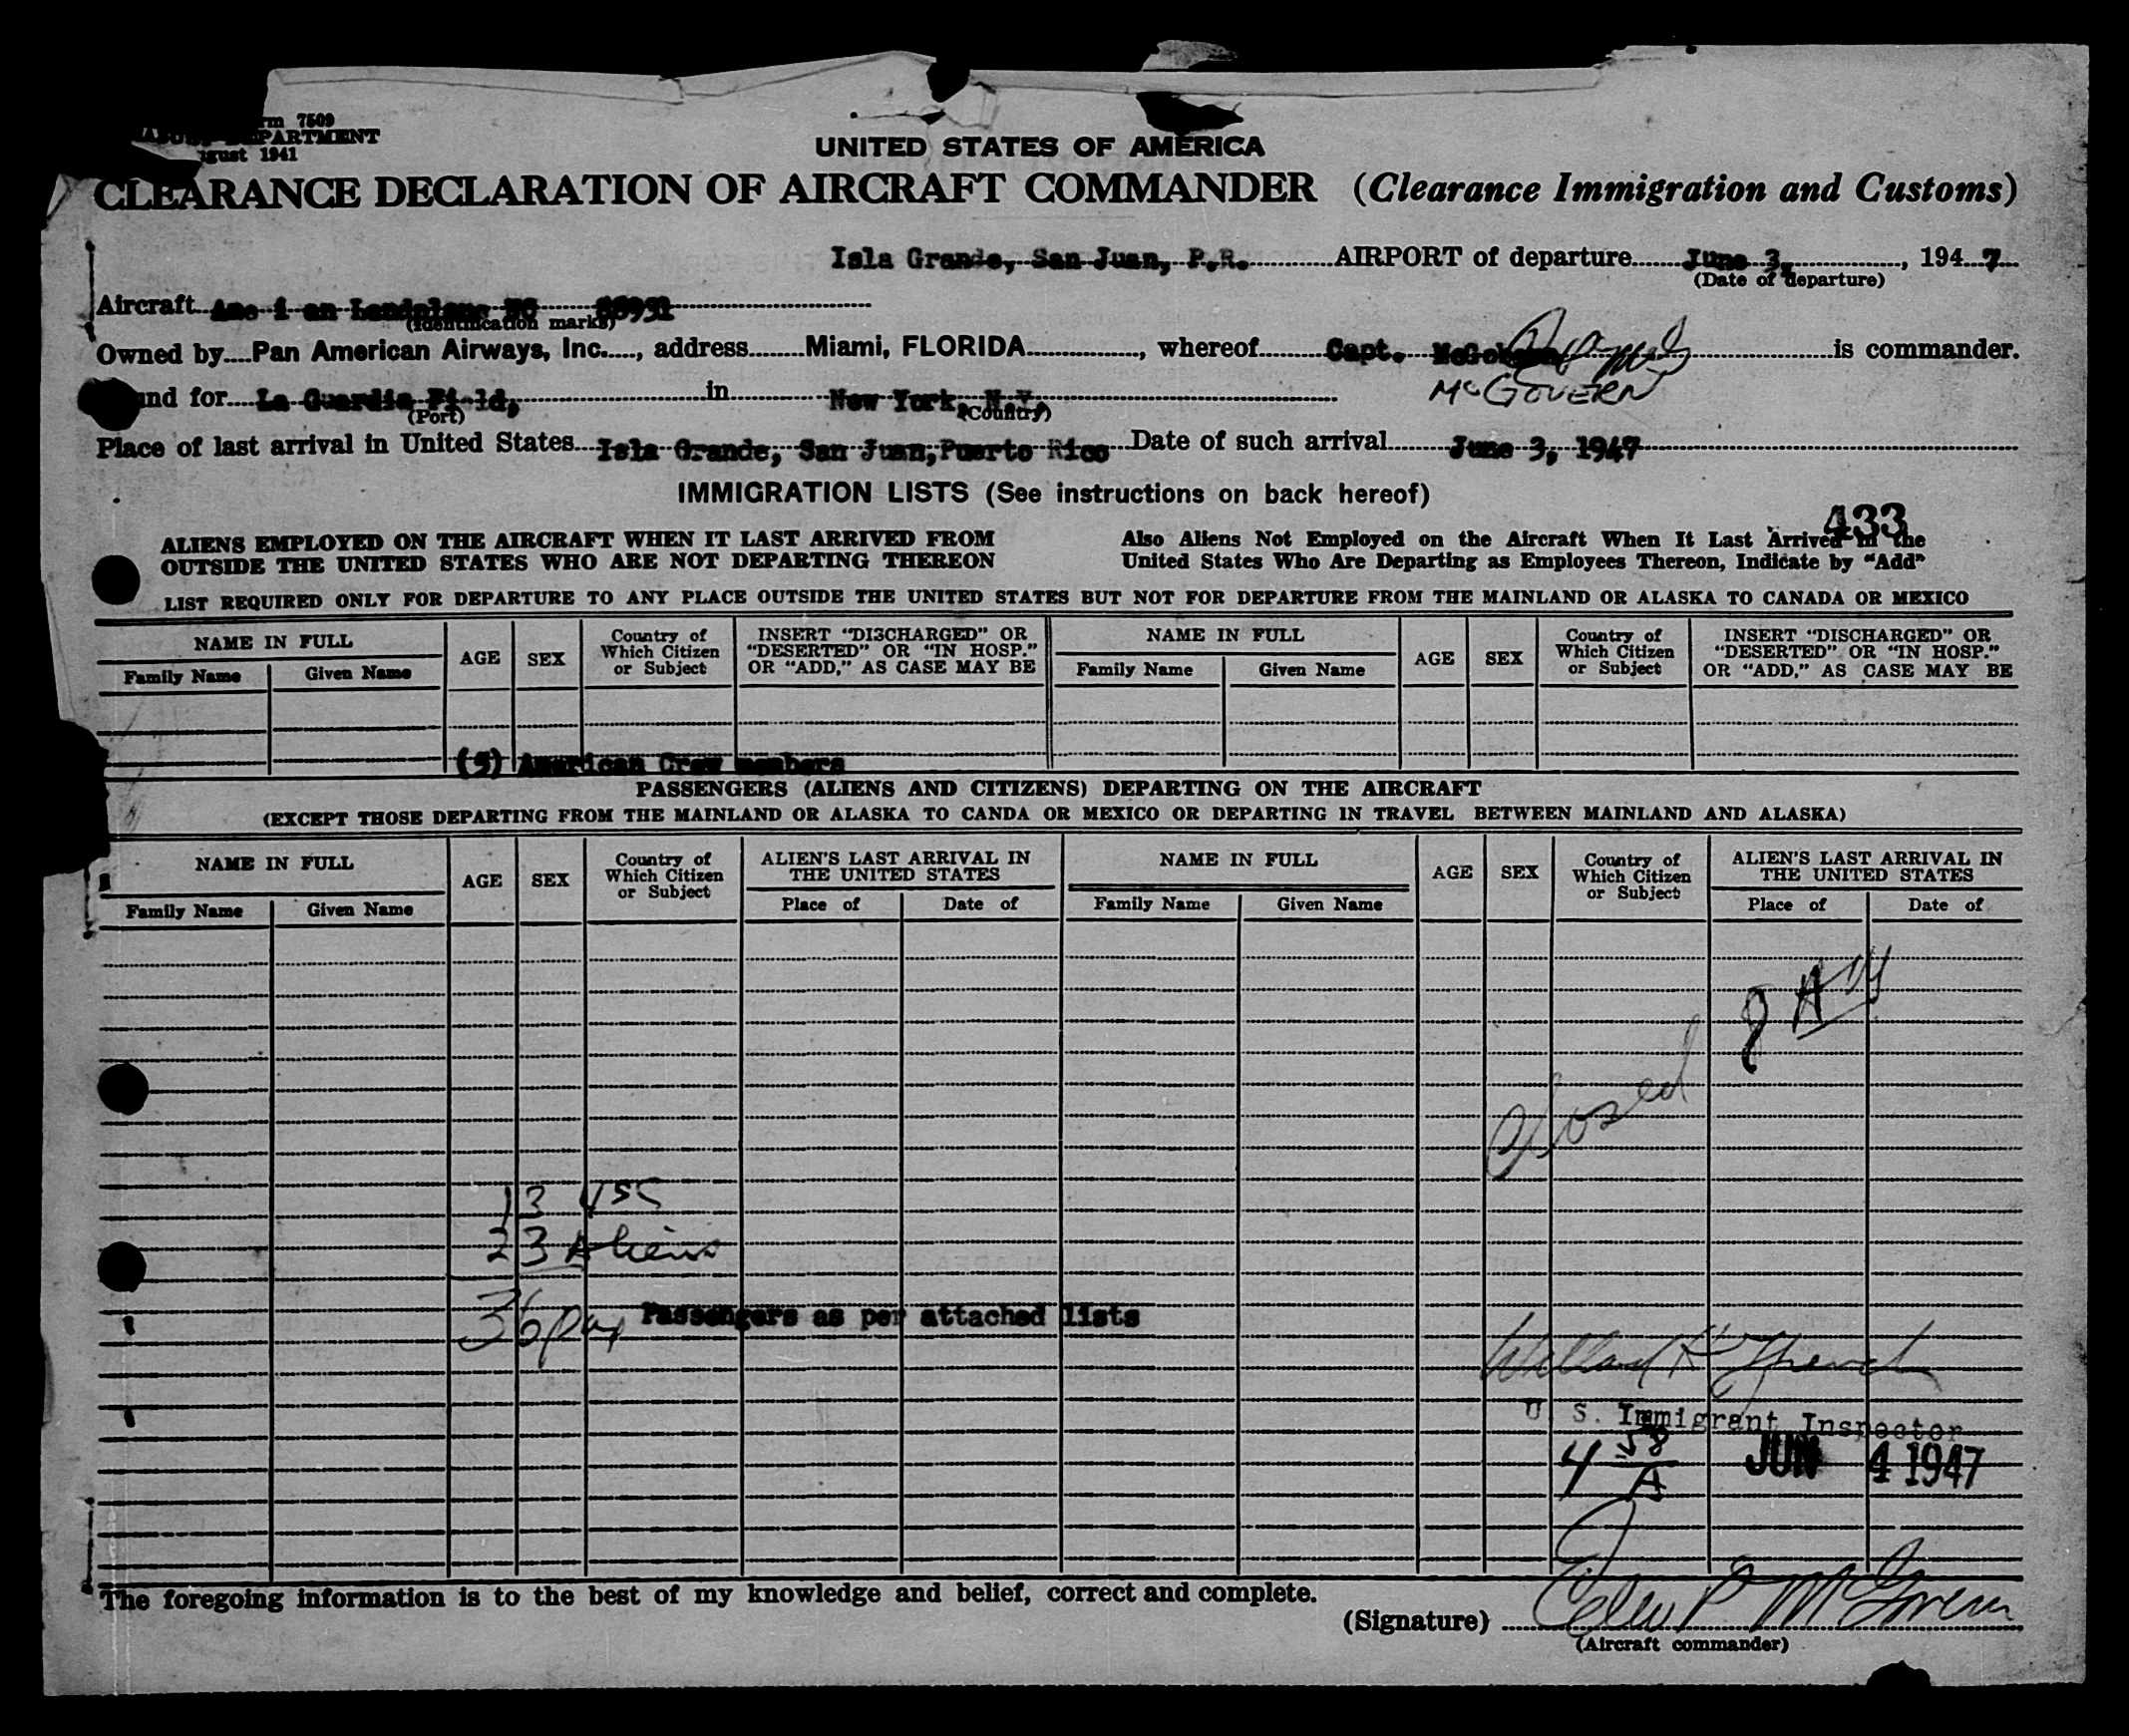 rm 7509
PARTMENT
gust 1941
UNITED STATES OF AMERICA
CLEARANCE DECLARATION OF AIRCRAFT COMMANDER (Clearance Immigration and Customs)
Isla Grande, San Juan, P.R. AIRPORT of departure June 3, 1947
(Date of departure)
Aircraft
(Identification marks)
Owned by Pan American Airways, Inc., address Miami, FLORIDA, whereof Capt. is commander.
McGOVERN
nd for La Guardia Field, in New York, N.Y.
(Port) (Country)
Place of last arrival in United States Isla Grande, San Juan, Puerto Rico Date of such arrival June 3, 1947
IMMIGRATION LISTS (See instructions on back hereof)
433
ALIENS EMPLOYED ON THE AIRCRAFT WHEN IT LAST ARRIVED FROM Also Aliens Not Employed on the Aircraft When It Last Arrived in the
OUTSIDE THE UNITED STATES WHO ARE NOT DEPARTING THEREON United States Who Are Departing as Employees Thereon, Indicate by "Add"
LIST REQUIRED ONLY FOR DEPARTURE TO ANY PLACE OUTSIDE THE UNITED STATES BUT NOT FOR DEPARTURE FROM THE MAINLAND OR ALASKA TO CANADA OR MEXICO
NAME IN FULL AGE SEX Country of Which Citizen or Subject INSERT "DISCHARGED" OR "DESERTED" OR "IN HOSP." OR "ADD," AS CASE MAY BE NAME IN FULL AGE SEX Country of Which Citizen or Subject INSERT "DISCHARGED" OR "DESERTED" OR "IN HOSP." OR "ADD," AS CASE MAY BE
Family Name Given Name Family Name Given Name
(5) American Crew members
PASSENGERS (ALIENS AND CITIZENS) DEPARTING ON THE AIRCRAFT
(EXCEPT THOSE DEPARTING FROM THE MAINLAND OR ALASKA TO CANDA OR MEXICO OR DEPARTING IN TRAVEL BETWEEN MAINLAND AND ALASKA)
NAME IN FULL AGE SEX Country of Which Citizen or Subject ALIEN'S LAST ARRIVAL IN THE UNITED STATES NAME IN FULL AGE SEX Country of Which Citizen or Subject ALIEN'S LAST ARRIVAL IN THE UNITED STATES
Family Name Given Name Place of Date of Family Name Given Name Place of Date of
closed
13 USC
23 Aliens
36 pax Passengers as per attached lists
U. S. Immigrant Inspector
4 58 A JUN 4 1947
The foregoing information is to the best of my knowledge and belief, correct and complete.
(Signature) P McGovern
(Aircraft commander)